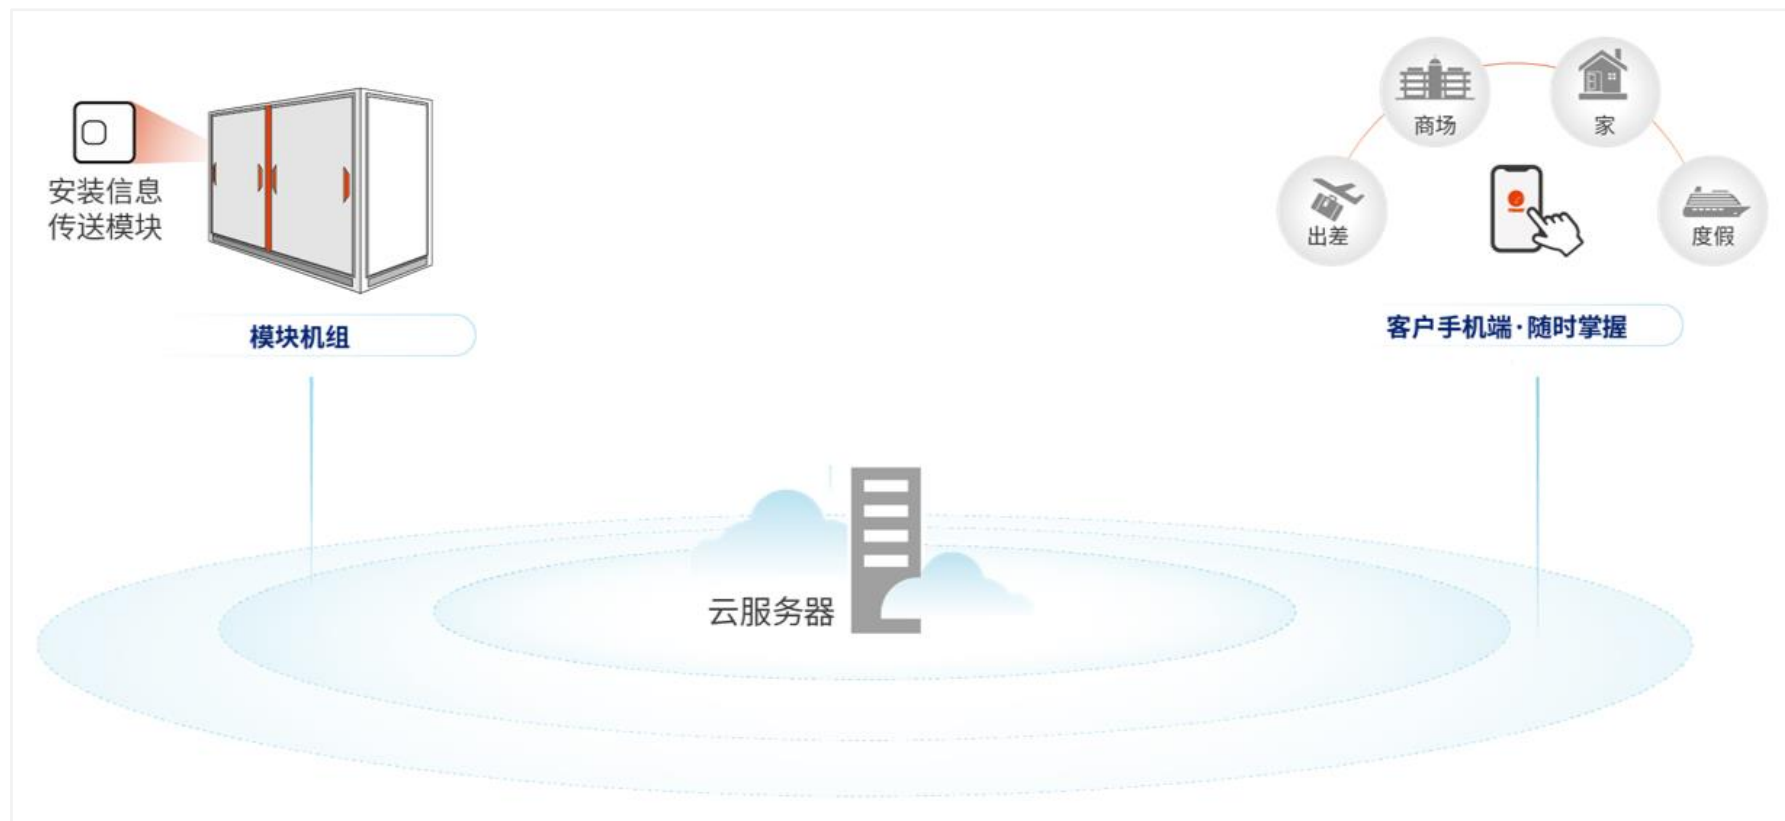 安装信息
传送模块
模块机组
商场
家
出差
度假
客户手机端·随时掌握
云服务器